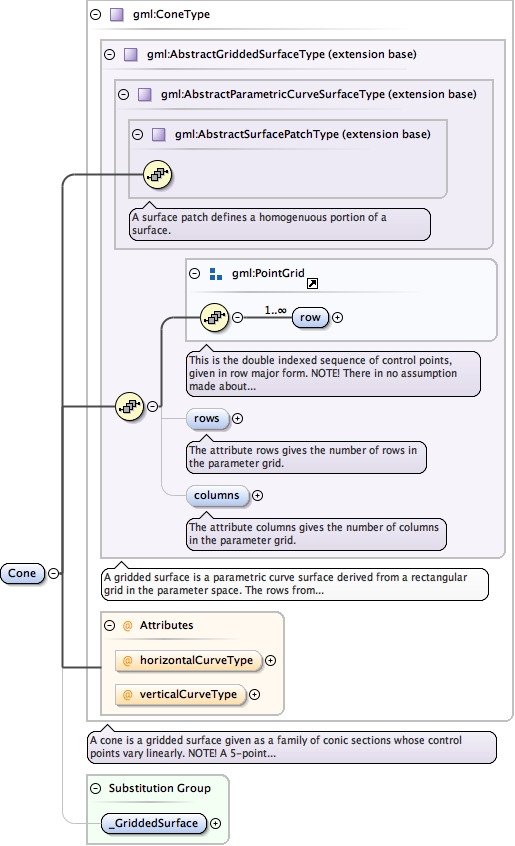 gml:ConeType
gml:AbstractGriddedSurfaceType (extension base)
gml:AbstractParametricCurveSurfaceType (extension base)
gml:AbstractSurfacePatchType (extension base)
A surface patch defines a homogenuous portion of a
surface.
gml:PointGrid
1..∞
row
This is the double indexed sequence of control points,
given in row major form. NOTE! There in no assumption
made about...
rows
The attribute rows gives the number of rows in
the parameter grid.
columns
The attribute columns gives the number of columns
in the parameter grid.
Cone
A gridded surface is a parametric curve surface derived from a rectangular
grid in the parameter space. The rows from...
@ Attributes
@ horizontalCurveType
@ verticalCurveType
A cone is a gridded surface given as a family of conic sections whose control
points vary linearly. NOTE! A 5-point...
Substitution Group
_GriddedSurface